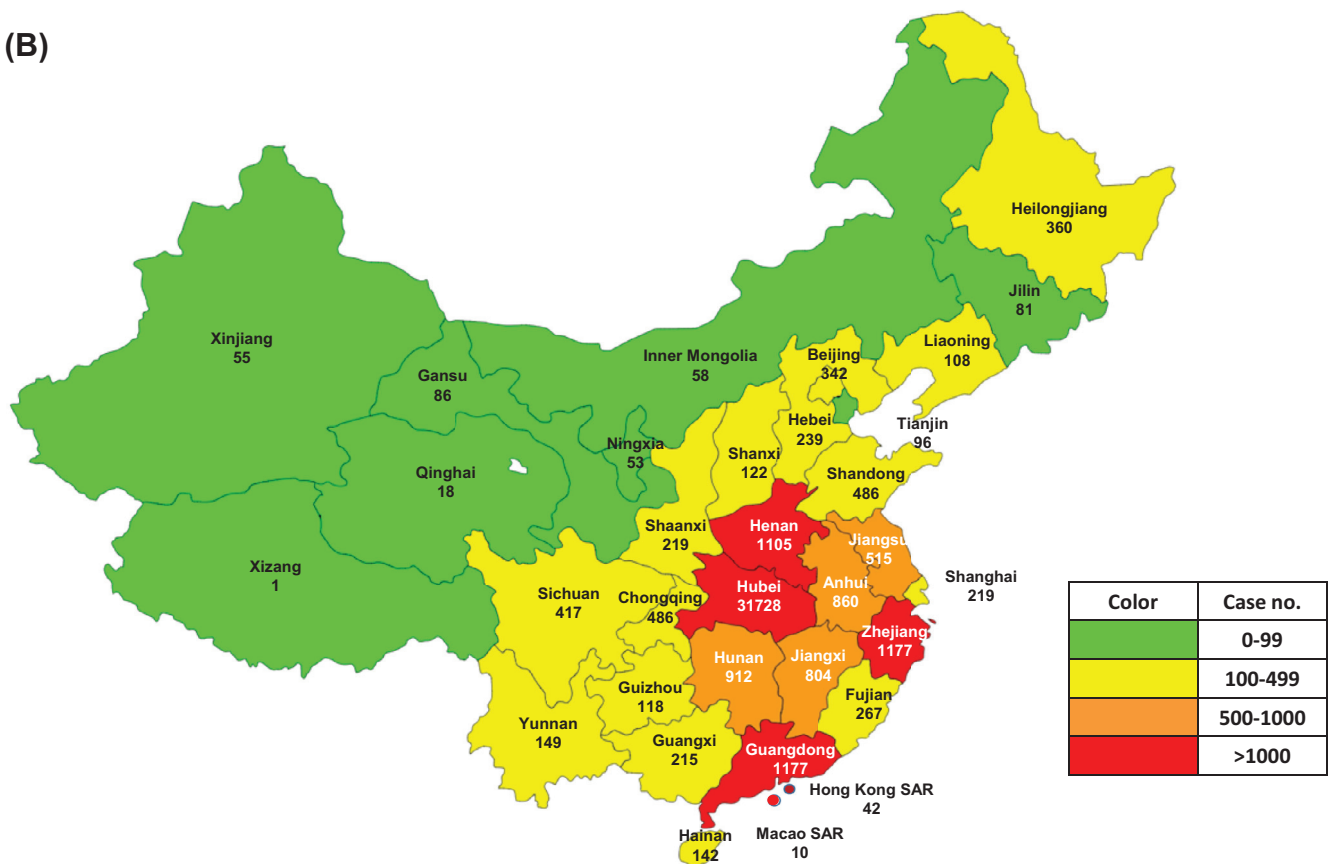 (B)
Heilongjiang
360
Jilin
81
Xinjiang
55
Inner Mongolia
58
Beijing
342
Liaoning
108
Gansu
86
Hebei
239
Tianjin
96
Ningxia
53
Shanxi
122
Qinghai
18
Shandong
486
Shaanxi
219
Henan
1105
Jiangsu
515
Xizang
1
Sichuan
417
Chongqing
486
Hubei
31728
Anhui
860
Shanghai
219
Zhejiang
1177
Hunan
912
Jiangxi
804
Guizhou
118
Fujian
267
Yunnan
149
Guangxi
215
Guangdong
1177
Hong Kong SAR
42
Hainan
142
Macao SAR
10
Color Case no.
0-99
100-499
500-1000
>1000